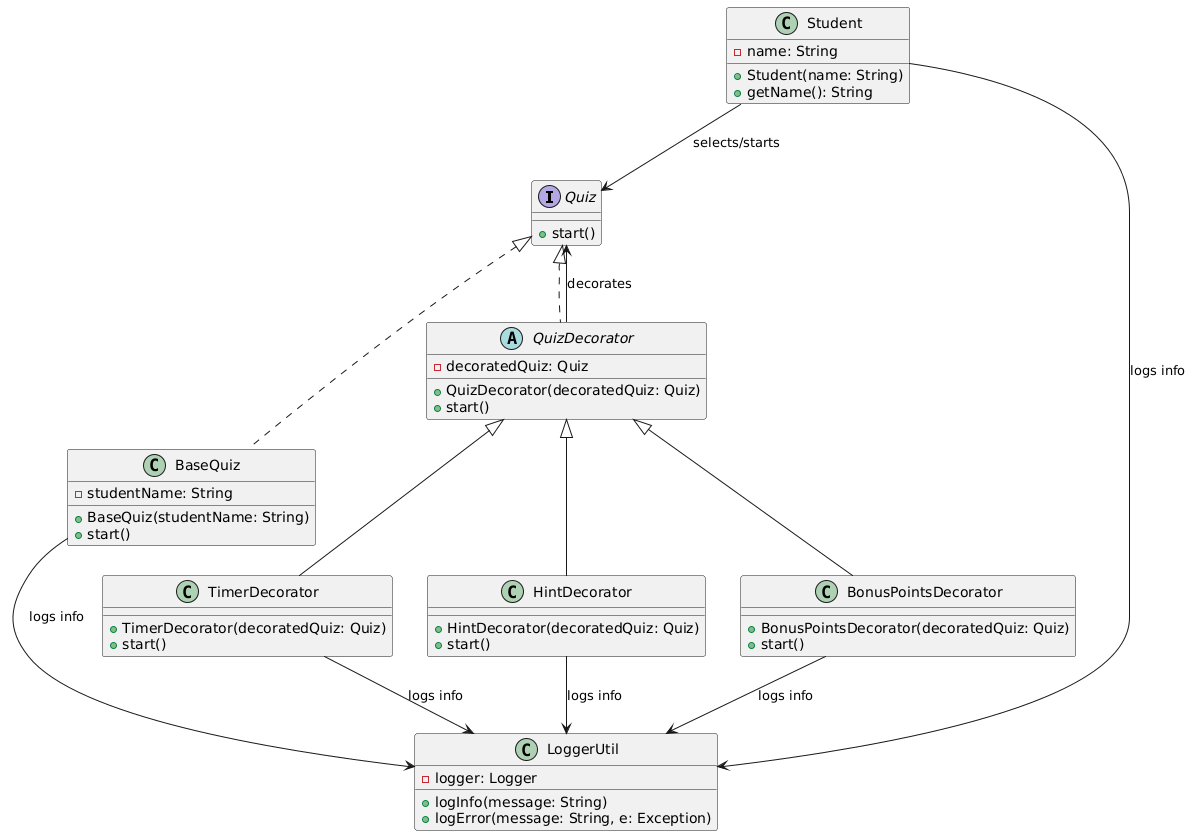 C Student
name: String
Student(name: String)
getName(): String
selects/starts
I Quiz
start()
decorates
A QuizDecorator
decoratedQuiz: Quiz
QuizDecorator(decoratedQuiz: Quiz)
start()
logs info
C BaseQuiz
studentName: String
BaseQuiz(studentName: String)
start()
C TimerDecorator
TimerDecorator(decoratedQuiz: Quiz)
start()
C HintDecorator
HintDecorator(decoratedQuiz: Quiz)
start()
C BonusPointsDecorator
BonusPointsDecorator(decoratedQuiz: Quiz)
start()
logs info
logs info
logs info
logs info
C LoggerUtil
logger: Logger
logInfo(message: String)
logError(message: String, e: Exception)